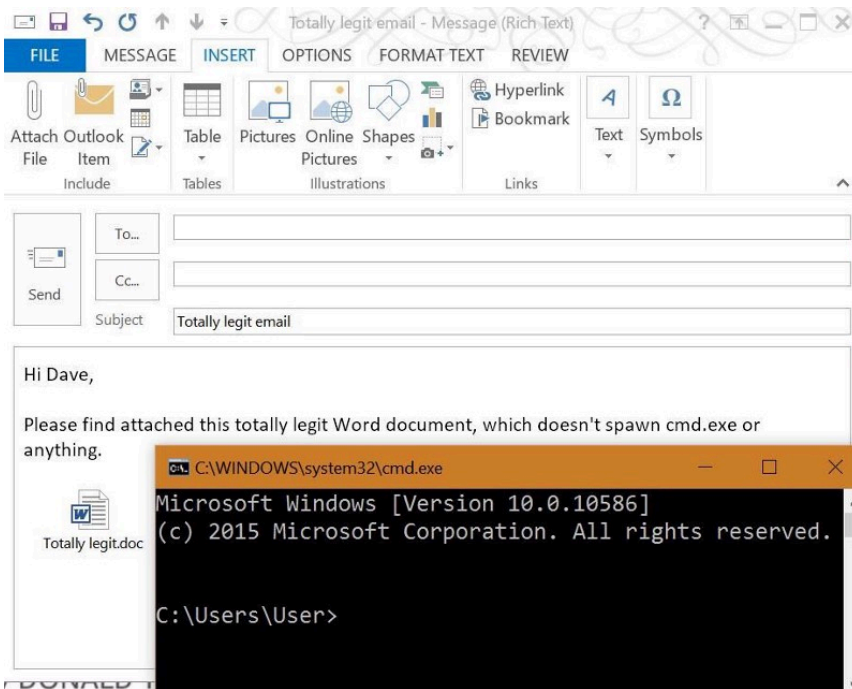 Totally legit email - Message (Rich Text)
FILE MESSAGE INSERT OPTIONS FORMAT TEXT REVIEW
Attach File
Outlook Item
Include
Table
Tables
Pictures
Online Pictures
Shapes
Illustrations
Hyperlink
Bookmark
Links
Text
Symbols
Send
To...
Cc...
Subject
Totally legit email
Hi Dave,
Please find attached this totally legit Word document, which doesn't spawn cmd.exe or
anything.
Totally legit.doc
C:\WINDOWS\system32\cmd.exe
Microsoft Windows [Version 10.0.10586]
(c) 2015 Microsoft Corporation. All rights reserved.
C:\Users\User>